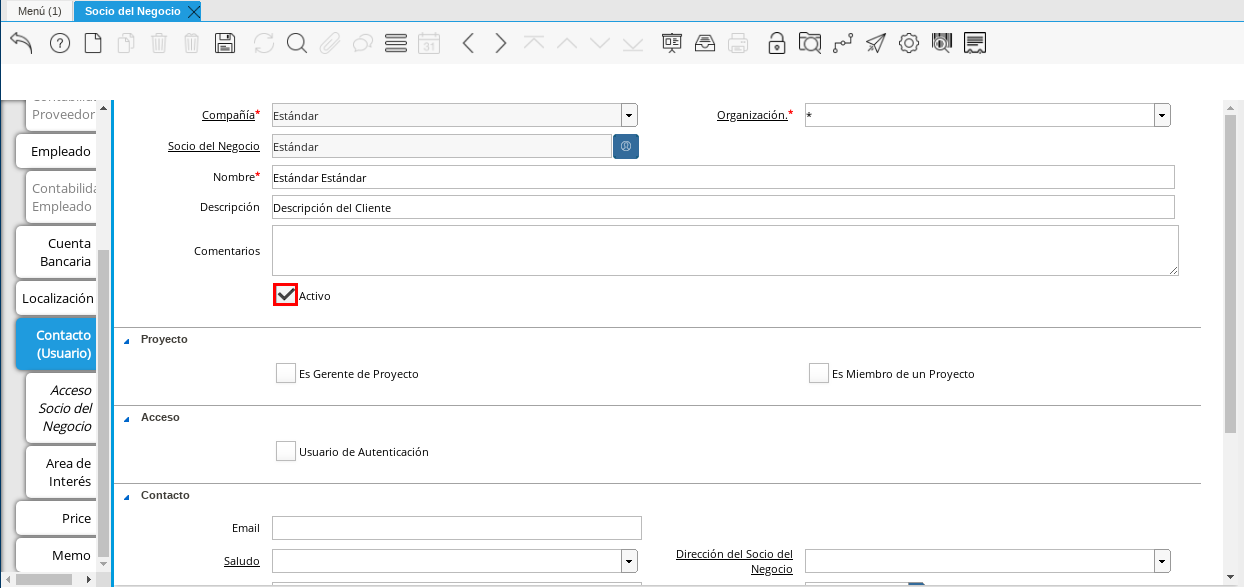 Menú (1)
Socio del Negocio
31
Proveedor
Empleado
Contabilida
Empleado
Cuenta
Bancaria
Localización
Contacto
(Usuario)
Acceso
Socio del
Negocio
Area de
Interés
Price
Memo
Compañía* Estándar
Organización.* *
Socio del Negocio Estándar
Nombre* Estándar Estándar
Descripción Descripción del Cliente
Comentarios
Activo
Proyecto
Es Gerente de Proyecto
Es Miembro de un Proyecto
Acceso
Usuario de Autenticación
Contacto
Email
Saludo
Dirección del Socio del
Negocio